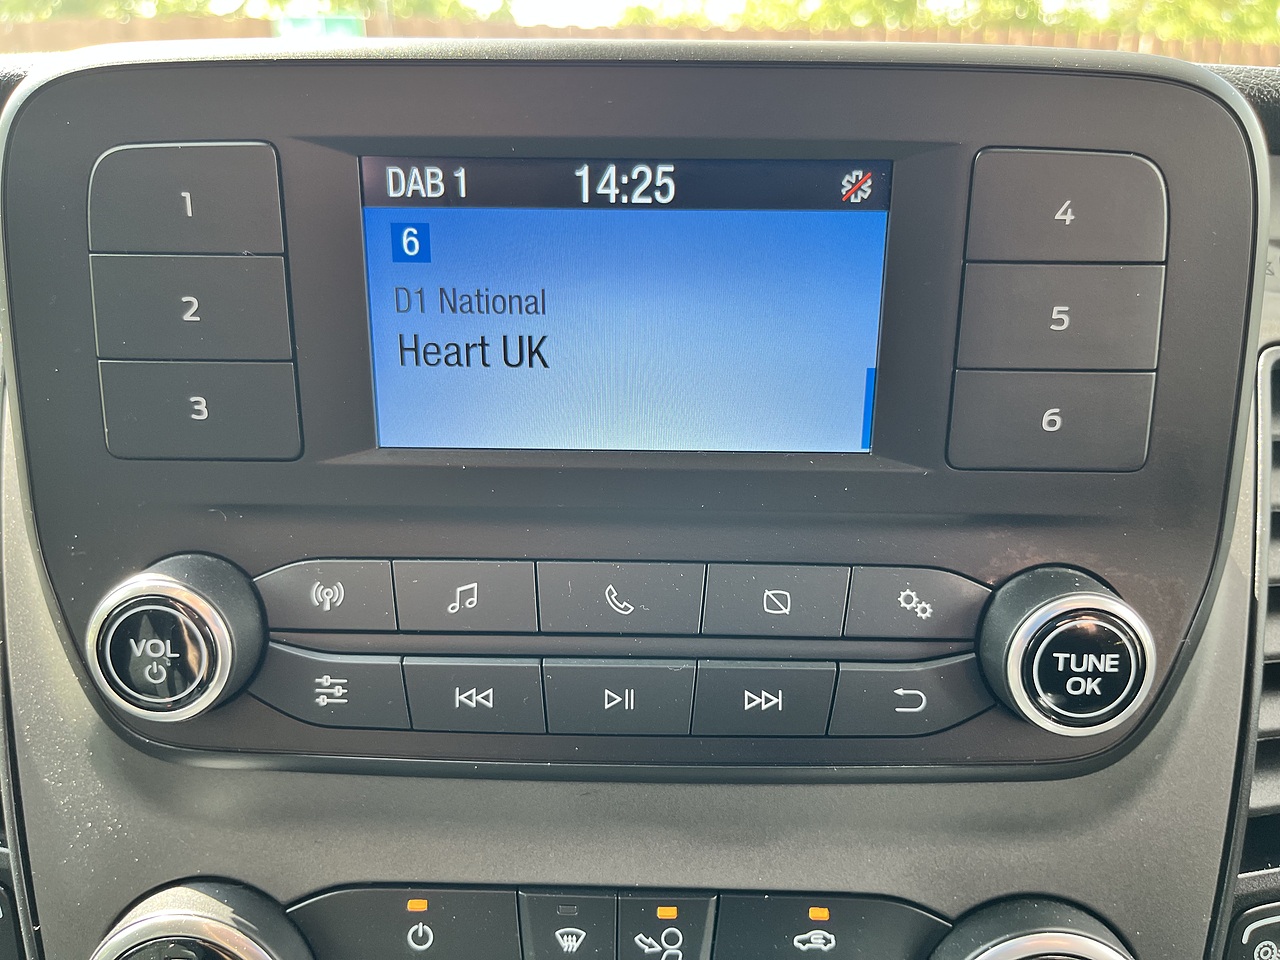 DAB 1 14:25
6
D1 National
Heart UK
1
2
3
4
5
6
VOL
TUNE
OK